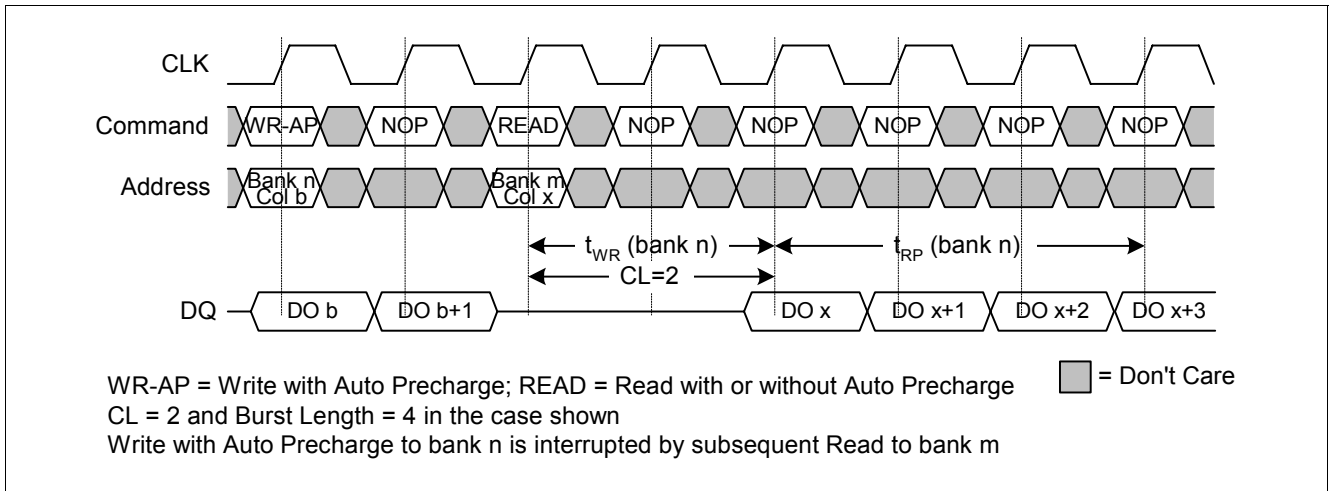 CLK
Command WR-AP NOP READ NOP NOP NOP NOP NOP
Address Bank n Col b Bank m Col x
tWR (bank n) tRP (bank n)
CL=2
DQ DO b DO b+1 DO x DO x+1 DO x+2 DO x+3
WR-AP = Write with Auto Precharge; READ = Read with or without Auto Precharge = Don't Care
CL = 2 and Burst Length = 4 in the case shown
Write with Auto Precharge to bank n is interrupted by subsequent Read to bank m